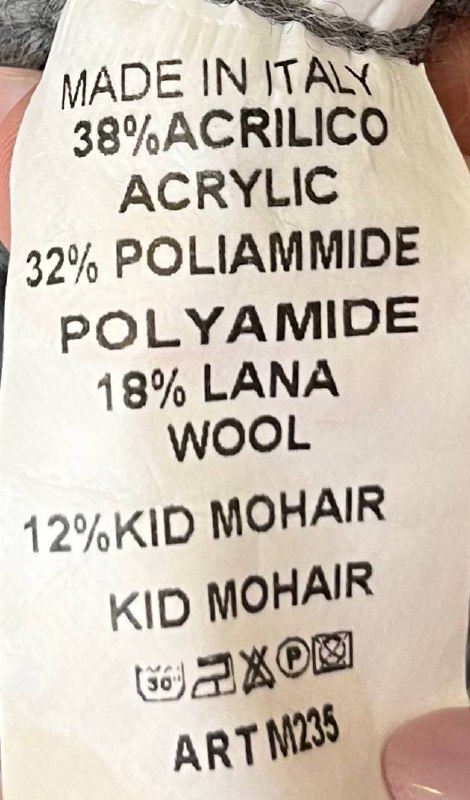 MADE IN ITALY
38%ACRILICO
ACRYLIC
32% POLIAMMIDE
POLYAMIDE
18% LANA
WOOL
12%KID MOHAIR
KID MOHAIR
30 P
ART M235